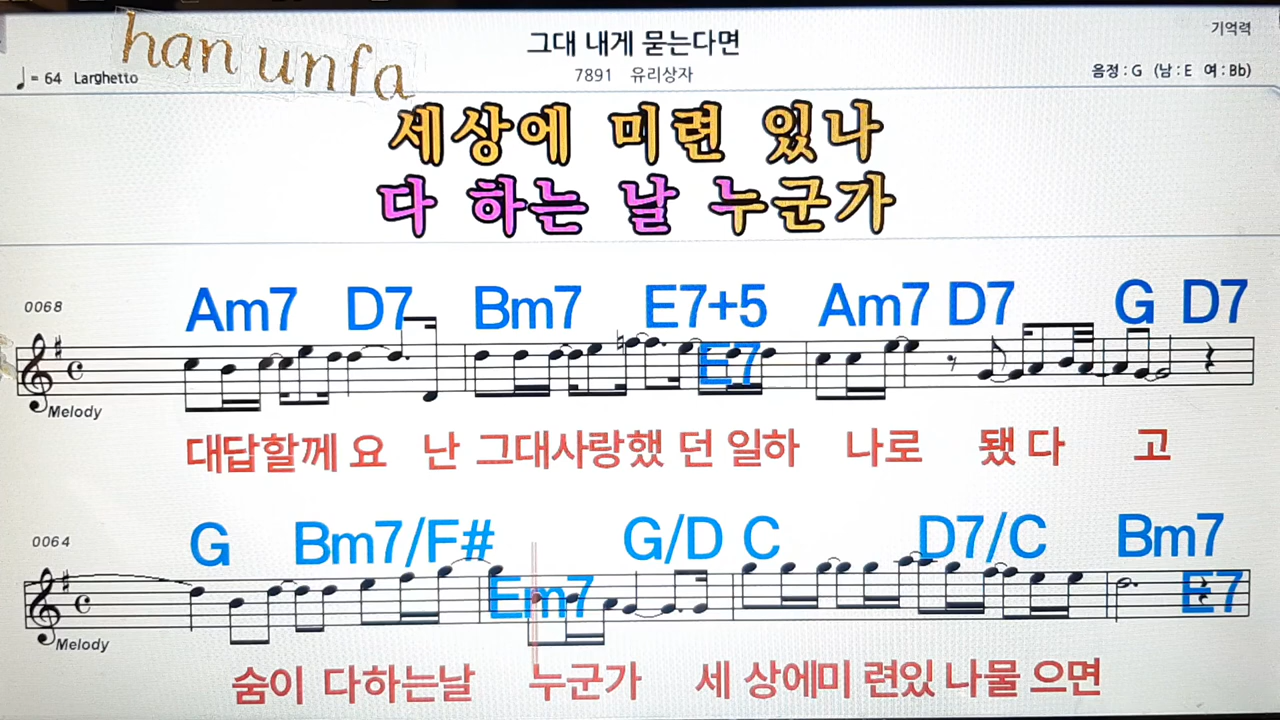 han unfa
그대 내게 묻는다면
기억력
♩= 64 Larghetto
7891 유리상자
음정 : G (남 : E 여 : Bb)
세상에 미련 있나
다 하는 날 누군가
0068
Am7 D7 Bm7 E7+5 E7 Am7 D7 G D7
Melody
대답할께 요 난 그대사랑했 던 일하 나로 됐 다 고
0064
G Bm7/F# Em7 G/D C D7/C Bm7 E7
Melody
숨이 다하는날 누군가 세 상에미 련있 나물 으면